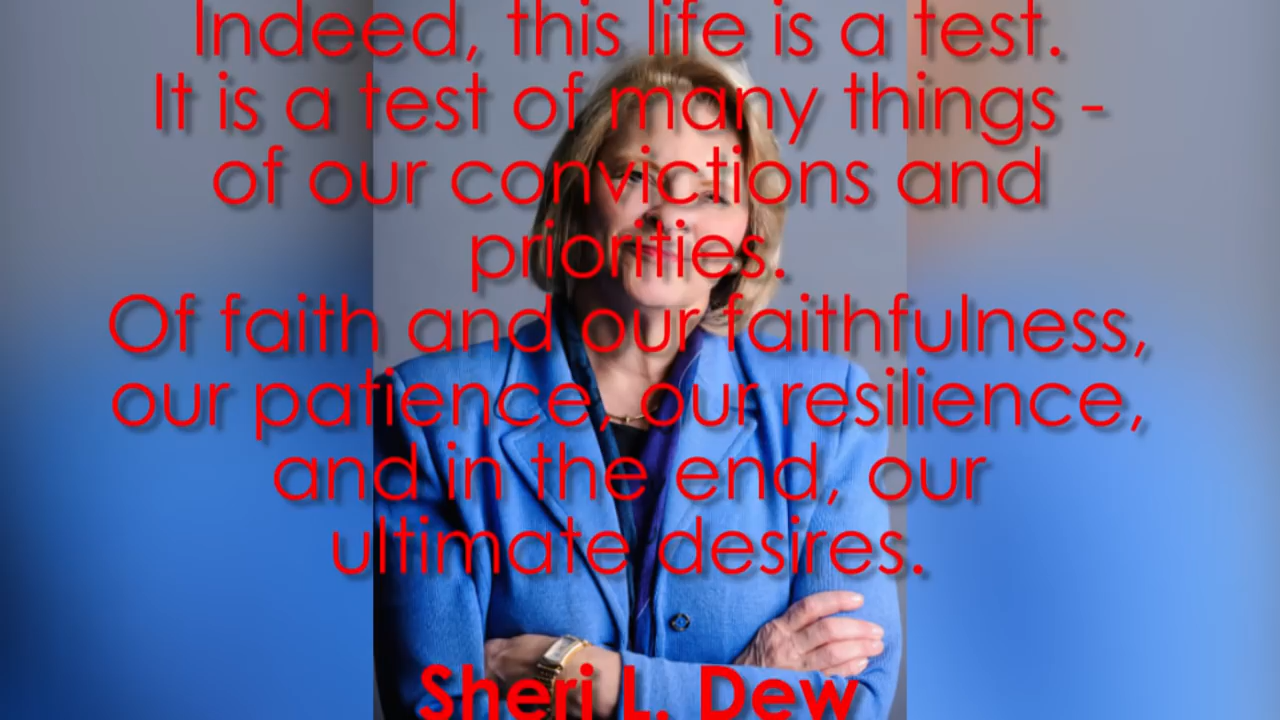 Indeed, this life is a test.
It is a test of many things -
of our convictions and
priorities.
Of faith and our faithfulness,
our patience, our resilience,
and in the end, our
ultimate desires.
Sheri L. Dew